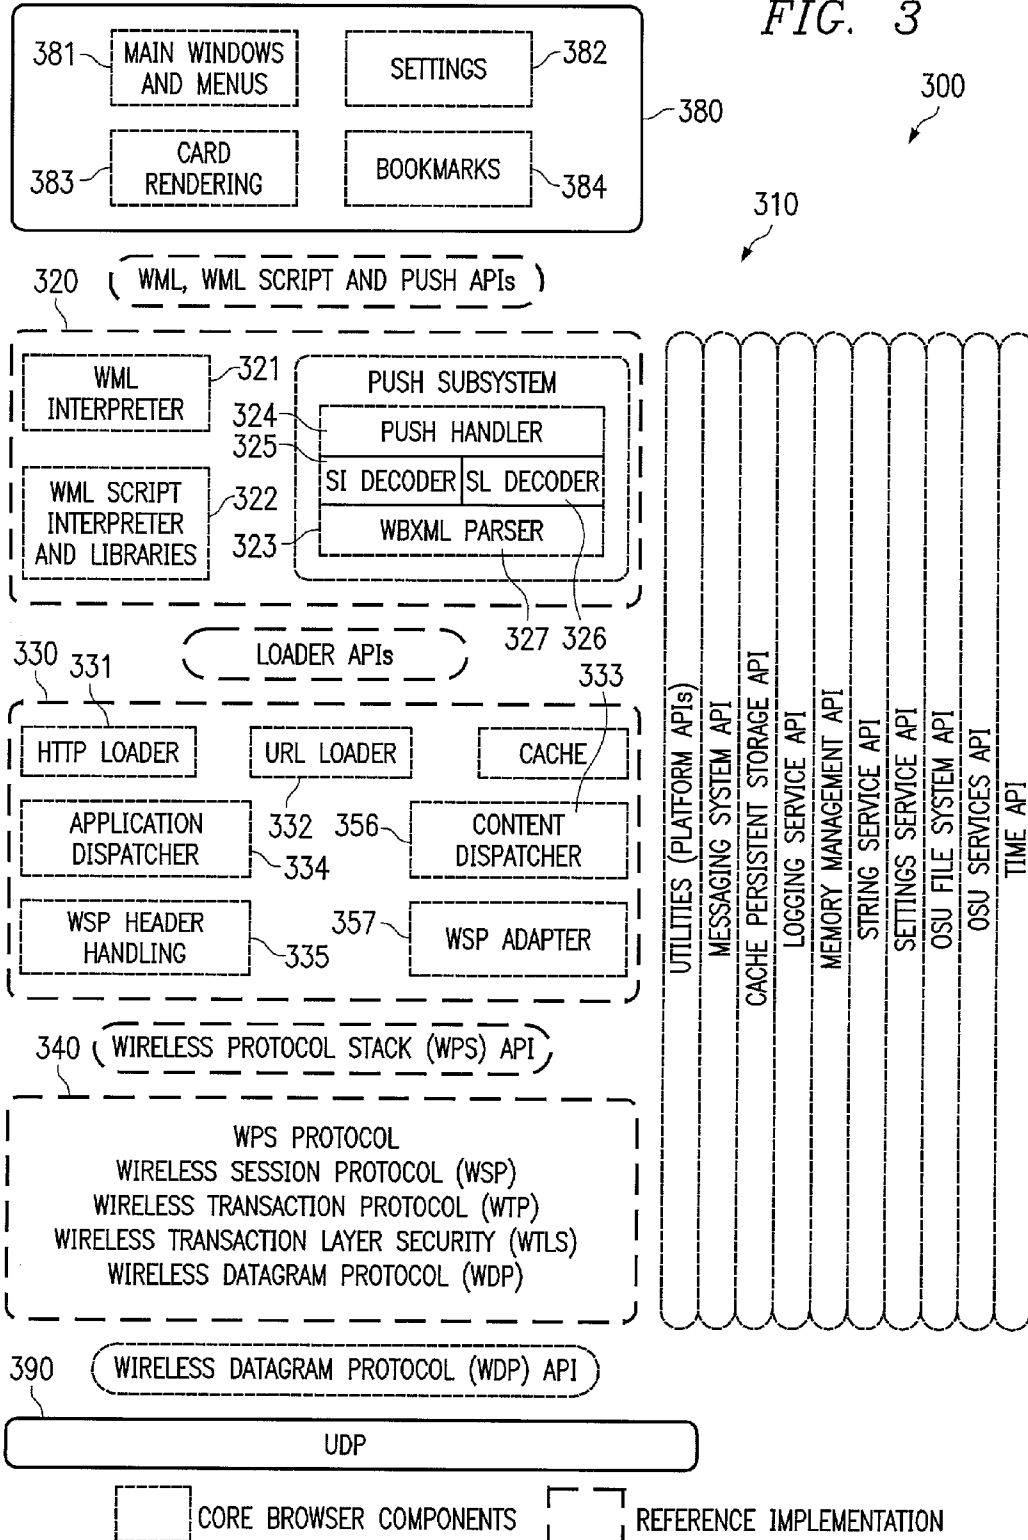 FIG. 3
381
MAIN WINDOWS
AND MENUS
SETTINGS
382
300
380
383
CARD
RENDERING
BOOKMARKS
384
310
320
WML, WML SCRIPT AND PUSH APIs
WML
INTERPRETER
321
PUSH SUBSYSTEM
324
PUSH HANDLER
325
SI DECODER
SL DECODER
WML SCRIPT
INTERPRETER
AND LIBRARIES
322
323
WBXML PARSER
327
326
330
331
LOADER APIs
333
HTTP LOADER
URL LOADER
CACHE
APPLICATION
DISPATCHER
332
334
356
CONTENT
DISPATCHER
WSP HEADER
HANDLING
335
357
WSP ADAPTER
340
WIRELESS PROTOCOL STACK (WPS) API
WPS PROTOCOL
WIRELESS SESSION PROTOCOL (WSP)
WIRELESS TRANSACTION PROTOCOL (WTP)
WIRELESS TRANSACTION LAYER SECURITY (WTLS)
WIRELESS DATAGRAM PROTOCOL (WDP)
UTILITIES (PLATFORM APIs)
MESSAGING SYSTEM API
CACHE PERSISTENT STORAGE API
LOGGING SERVICE API
MEMORY MANAGEMENT API
STRING SERVICE API
SETTINGS SERVICE API
OSU FILE SYSTEM API
OSU SERVICES API
TIME API
390
WIRELESS DATAGRAM PROTOCOL (WDP) API
UDP
CORE BROWSER COMPONENTS
REFERENCE IMPLEMENTATION